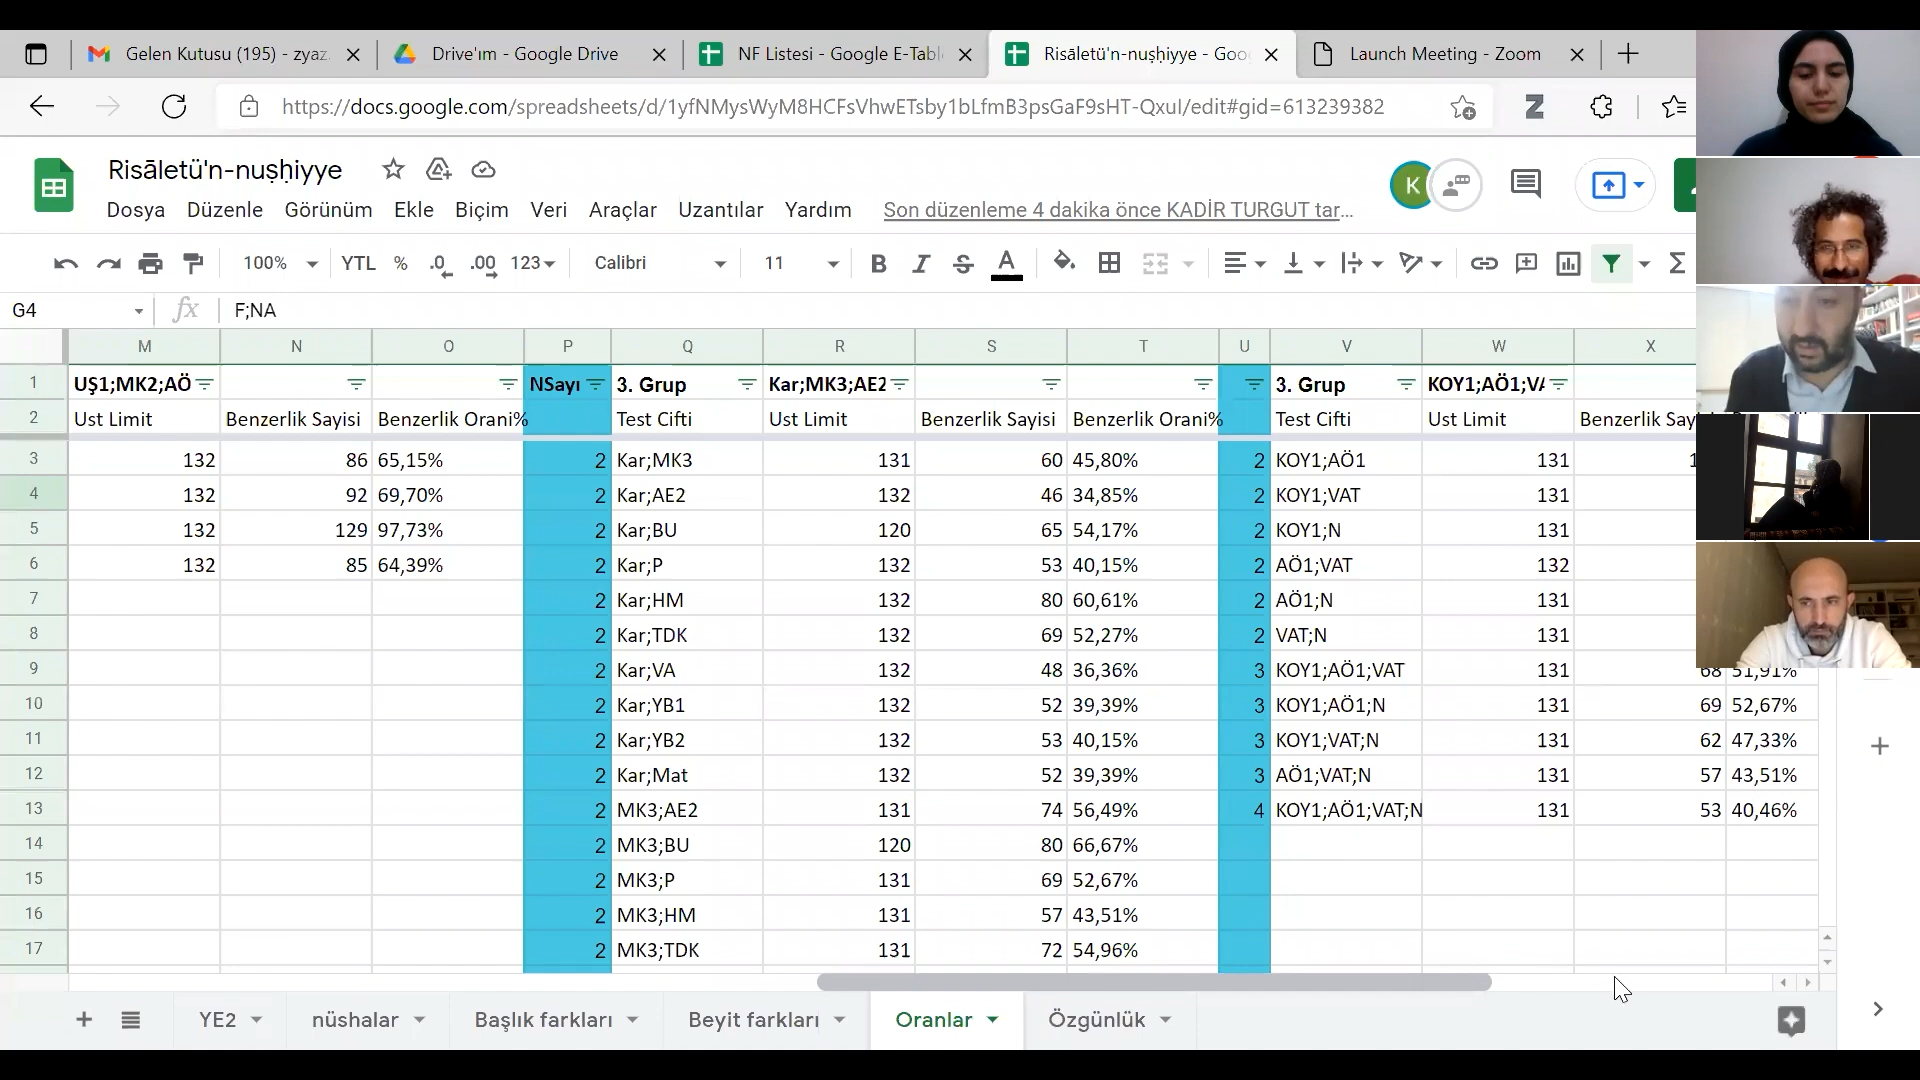 Gelen Kutusu (195) - zyaz
Drive'ım - Google Drive
NF Listesi - Google E-Tabl
Risāletü'n-nuṣḥiyye - Goo
Launch Meeting - Zoom
https://docs.google.com/spreadsheets/d/1yfNMysWyM8HCFsVhwETsby1bLfmB3psGaF9sHT-QxuI/edit#gid=613239382
Risāletü'n-nuṣḥiyye
K
Dosya Düzenle Görünüm Ekle Biçim Veri Araçlar Uzantılar Yardım Son düzenleme 4 dakika önce KADİR TURGUT tar…
100% YTL % .0 .00 123 Calibri 11 B I S A Σ
G4 fx F;NA
M N O P Q R S T U V W X
1 UŞ1;MK2;AÖ NSayı 3. Grup Kar;MK3;AE2 3. Grup KOY1;AÖ1;VA
2 Ust Limit Benzerlik Sayisi Benzerlik Orani% Test Cifti Ust Limit Benzerlik Sayisi Benzerlik Orani% Test Cifti Ust Limit Benzerlik Say
3 132 86 65,15% 2 Kar;MK3 131 60 45,80% 2 KOY1;AÖ1 131 1
4 132 92 69,70% 2 Kar;AE2 132 46 34,85% 2 KOY1;VAT 131
5 132 129 97,73% 2 Kar;BU 120 65 54,17% 2 KOY1;N 131
6 132 85 64,39% 2 Kar;P 132 53 40,15% 2 AÖ1;VAT 132
7 2 Kar;HM 132 80 60,61% 2 AÖ1;N 131
8 2 Kar;TDK 132 69 52,27% 2 VAT;N 131
9 2 Kar;VA 132 48 36,36% 3 KOY1;AÖ1;VAT 131 68 51,91%
10 2 Kar;YB1 132 52 39,39% 3 KOY1;AÖ1;N 131 69 52,67%
11 2 Kar;YB2 132 53 40,15% 3 KOY1;VAT;N 131 62 47,33%
12 2 Kar;Mat 132 52 39,39% 3 AÖ1;VAT;N 131 57 43,51%
13 2 MK3;AE2 131 74 56,49% 4 KOY1;AÖ1;VAT;N 131 53 40,46%
14 2 MK3;BU 120 80 66,67%
15 2 MK3;P 131 69 52,67%
16 2 MK3;HM 131 57 43,51%
17 2 MK3;TDK 131 72 54,96%
YE2 nüshalar Başlık farkları Beyit farkları Oranlar Özgünlük